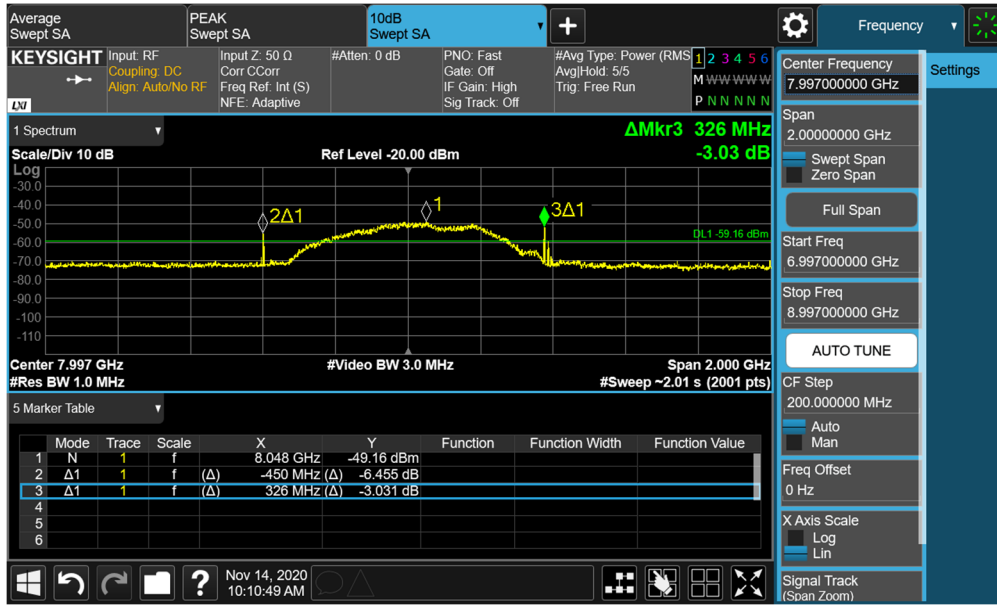 Average
Swept SA
PEAK
Swept SA
10dB
Swept SA
Frequency
KEYSIGHT
LXI
Input: RF
Coupling: DC
Align: Auto/No RF
Input Z: 50 Ω
Corr CCorr
Freq Ref: Int (S)
NFE: Adaptive
#Atten: 0 dB
PNO: Fast
Gate: Off
IF Gain: High
Sig Track: Off
#Avg Type: Power (RMS
Avg|Hold: 5/5
Trig: Free Run
1 2 3 4 5 6
M W W W W W
P N N N N N
1 Spectrum
ΔMkr3 326 MHz
-3.03 dB
Scale/Div 10 dB
Ref Level -20.00 dBm
Log
-30.0
-40.0
-50.0
-60.0
-70.0
-80.0
-90.0
-100
-110
2Δ1
1
3Δ1
DL1 -59.16 dBm
Center 7.997 GHz
#Video BW 3.0 MHz
Span 2.000 GHz
#Res BW 1.0 MHz
#Sweep ~2.01 s (2001 pts)
5 Marker Table
Mode Trace Scale X Y Function Function Width Function Value
1 N 1 f 8.048 GHz -49.16 dBm
2 Δ1 1 f (Δ) -450 MHz (Δ) -6.455 dB
3 Δ1 1 f (Δ) 326 MHz (Δ) -3.031 dB
4
5
6
Nov 14, 2020
10:10:49 AM
?
Center Frequency
7.997000000 GHz
Span
2.00000000 GHz
Swept Span
Zero Span
Full Span
Start Freq
6.997000000 GHz
Stop Freq
8.997000000 GHz
AUTO TUNE
CF Step
200.000000 MHz
Auto
Man
Freq Offset
0 Hz
X Axis Scale
Log
Lin
Signal Track
(Span Zoom)
Settings